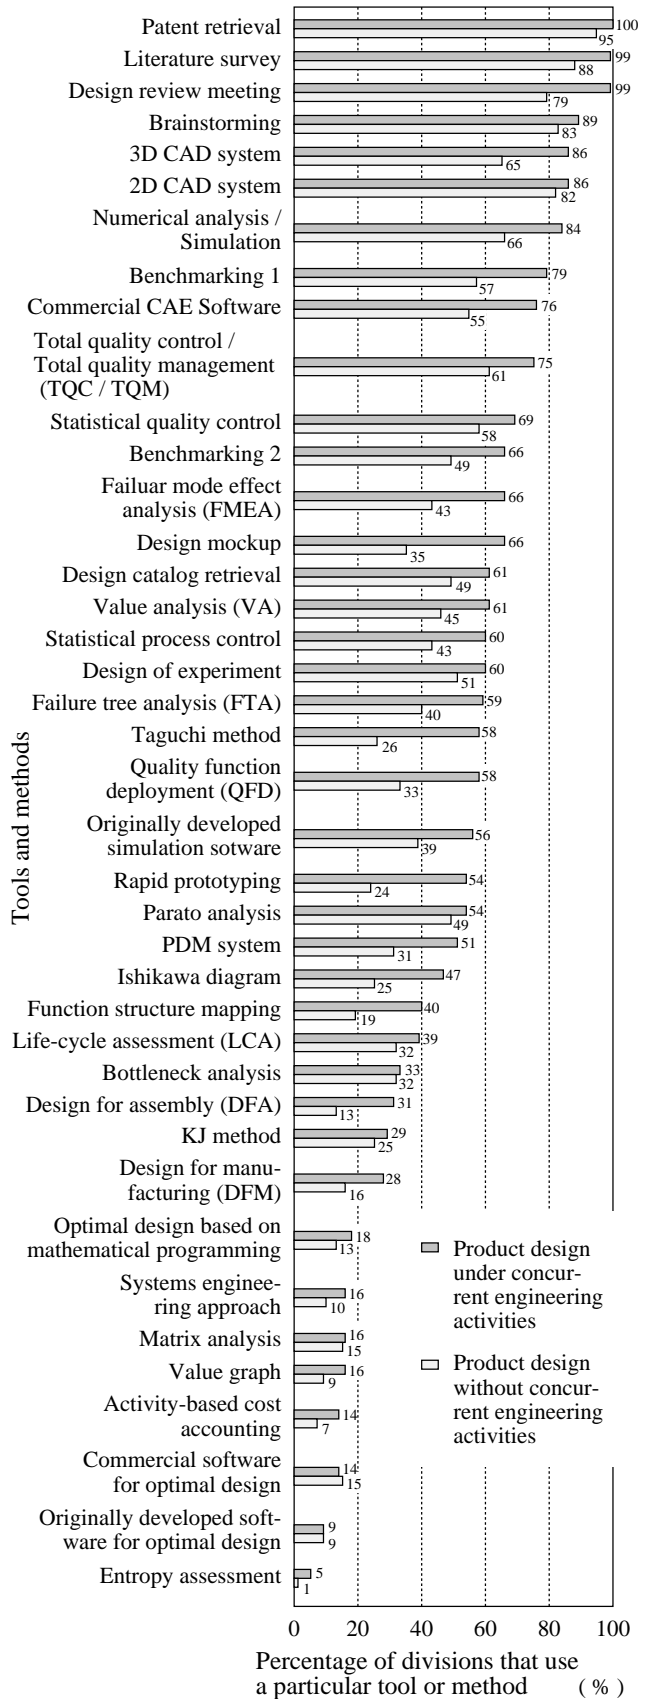 Patent retrieval
100
95
Literature survey
99
88
Design review meeting
99
79
Brainstorming
89
83
3D CAD system
86
65
2D CAD system
86
82
Numerical analysis /
Simulation
84
66
Benchmarking 1
79
57
Commercial CAE Software
76
55
Total quality control /
Total quality management
(TQC / TQM)
75
61
Statistical quality control
69
58
Benchmarking 2
66
49
Failuar mode effect
analysis (FMEA)
66
43
Design mockup
66
35
Design catalog retrieval
61
49
Value analysis (VA)
61
45
Statistical process control
60
43
Design of experiment
60
51
Failure tree analysis (FTA)
59
40
Taguchi method
58
26
Quality function
deployment (QFD)
58
33
Originally developed
simulation sotware
56
39
Rapid prototyping
54
24
Parato analysis
54
49
PDM system
51
31
Ishikawa diagram
47
25
Function structure mapping
40
19
Life-cycle assessment (LCA)
39
32
Bottleneck analysis
33
32
Design for assembly (DFA)
31
13
KJ method
29
25
Design for manu-
facturing (DFM)
28
16
Optimal design based on
mathematical programming
18
13
Systems enginee-
ring approach
16
10
Matrix analysis
16
15
Value graph
16
9
Activity-based cost
accounting
14
7
Commercial software
for optimal design
14
15
Originally developed soft-
ware for optimal design
9
9
Entropy assessment
5
1
Tools and methods
Product design
under concur-
rent engineering
activities
Product design
without concur-
rent engineering
activities
0 20 40 60 80 100
Percentage of divisions that use
a particular tool or method ( % )